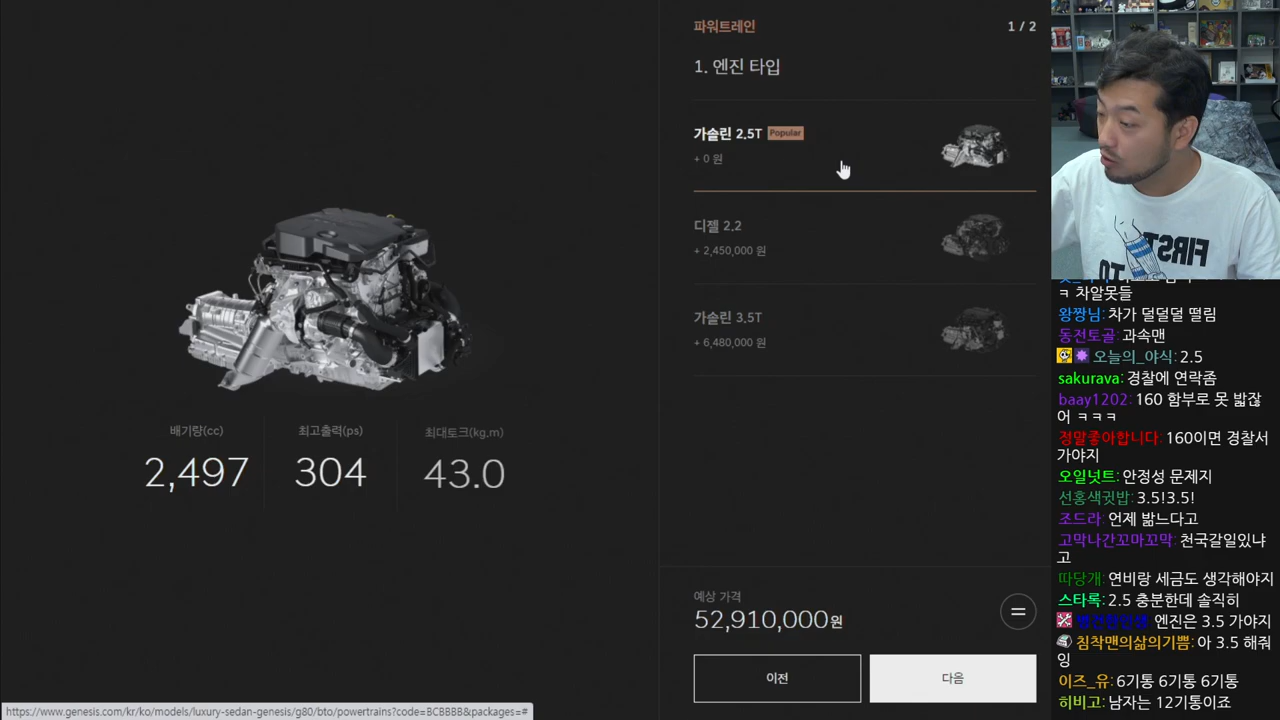 파워트레인
1 / 2
1. 엔진 타입
가솔린 2.5T Popular
+ 0 원
디젤 2.2
+ 2,450,000 원
가솔린 3.5T
+ 6,480,000 원
배기량(cc)
최고출력(ps)
최대토크(kg.m)
2,497
304
43.0
예상 가격
52,910,000원
이전
다음
https://www.genesis.com/kr/ko/models/luxury-sedan-genesis/g80/bto/powertrains?code=BCBBBB&packages=#
FIRST
TO
ㅋ 차알못들
왕짱님: 차가 덜덜덜 떨림
동전토골: 과속맨
오늘의_야식: 2.5
sakurava: 경찰에 연락좀
baay1202: 160 함부로 못 밟잖
어 ㅋㅋㅋ
정말좋아합니다: 160이면 경찰서
가야지
오일넛트: 안정성 문제지
선홍색귓밥: 3.5!3.5!
조드라: 언제 밟느다고
고막나간꼬마꼬막: 천국갈일있냐
고
따당개: 연비랑 세금도 생각해야지
스타록: 2.5 충분한데 솔직히
엔진은 3.5 가야지
침착맨의삶의기쁨: 아 3.5 해줘
잉
이즈_유: 6기통 6기통 6기통
히비고: 남자는 12기통이죠